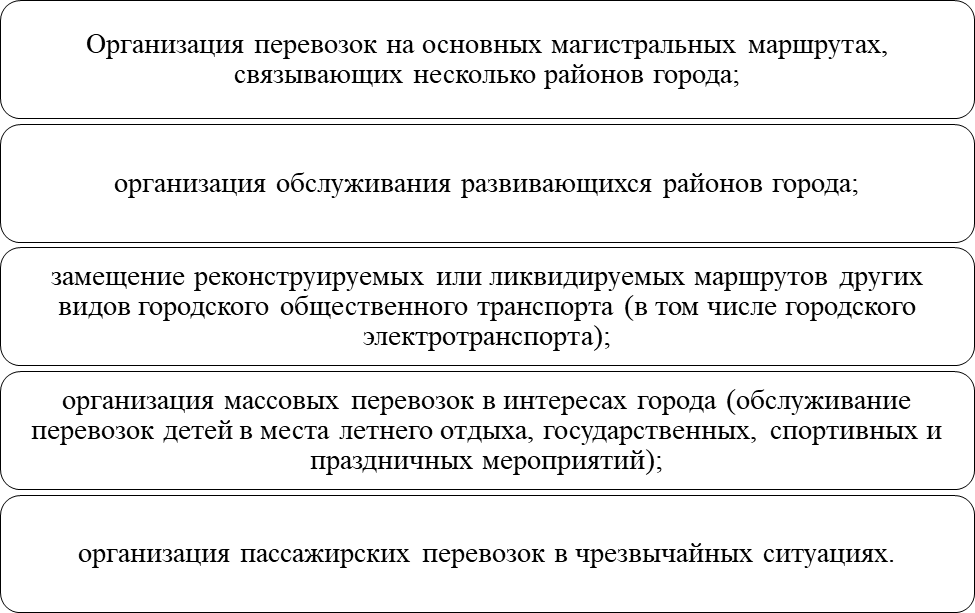 Организация перевозок на основных магистральных маршрутах,
связывающих несколько районов города;
организация обслуживания развивающихся районов города;
замещение реконструируемых или ликвидируемых маршрутов других
видов городского общественного транспорта (в том числе городского
электротранспорта);
организация массовых перевозок в интересах города (обслуживание
перевозок детей в места летнего отдыха, государственных, спортивных и
праздничных мероприятий);
организация пассажирских перевозок в чрезвычайных ситуациях.